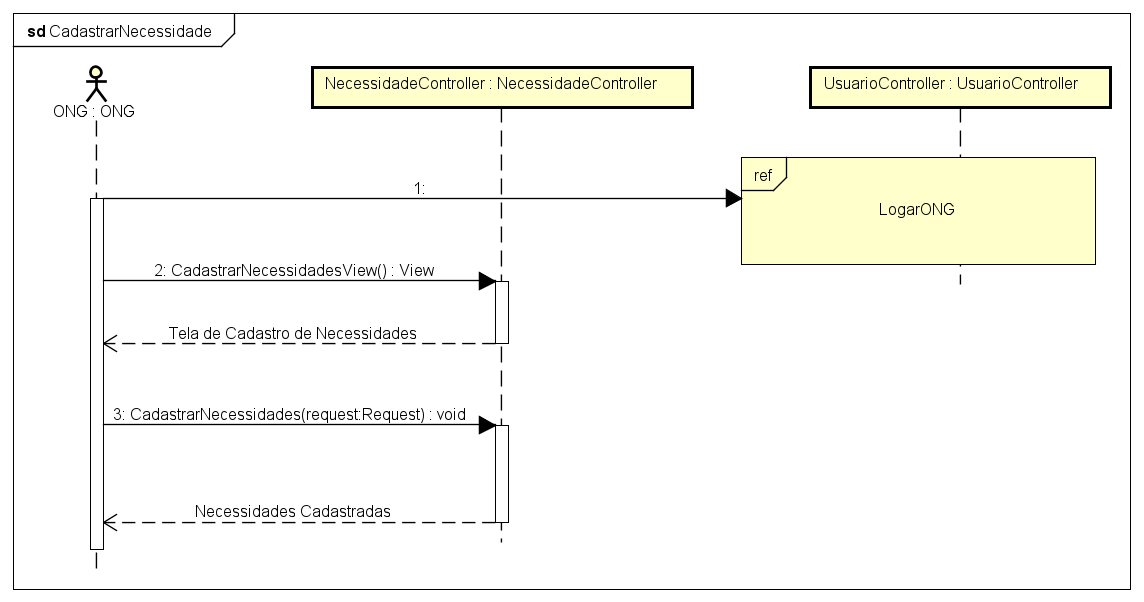 sd CadastrarNecessidade
ONG : ONG
NecessidadeController : NecessidadeController
UsuarioController : UsuarioController
ref
LogarONG
1:
2: CadastrarNecessidadesView() : View
Tela de Cadastro de Necessidades
3: CadastrarNecessidades(request:Request) : void
Necessidades Cadastradas